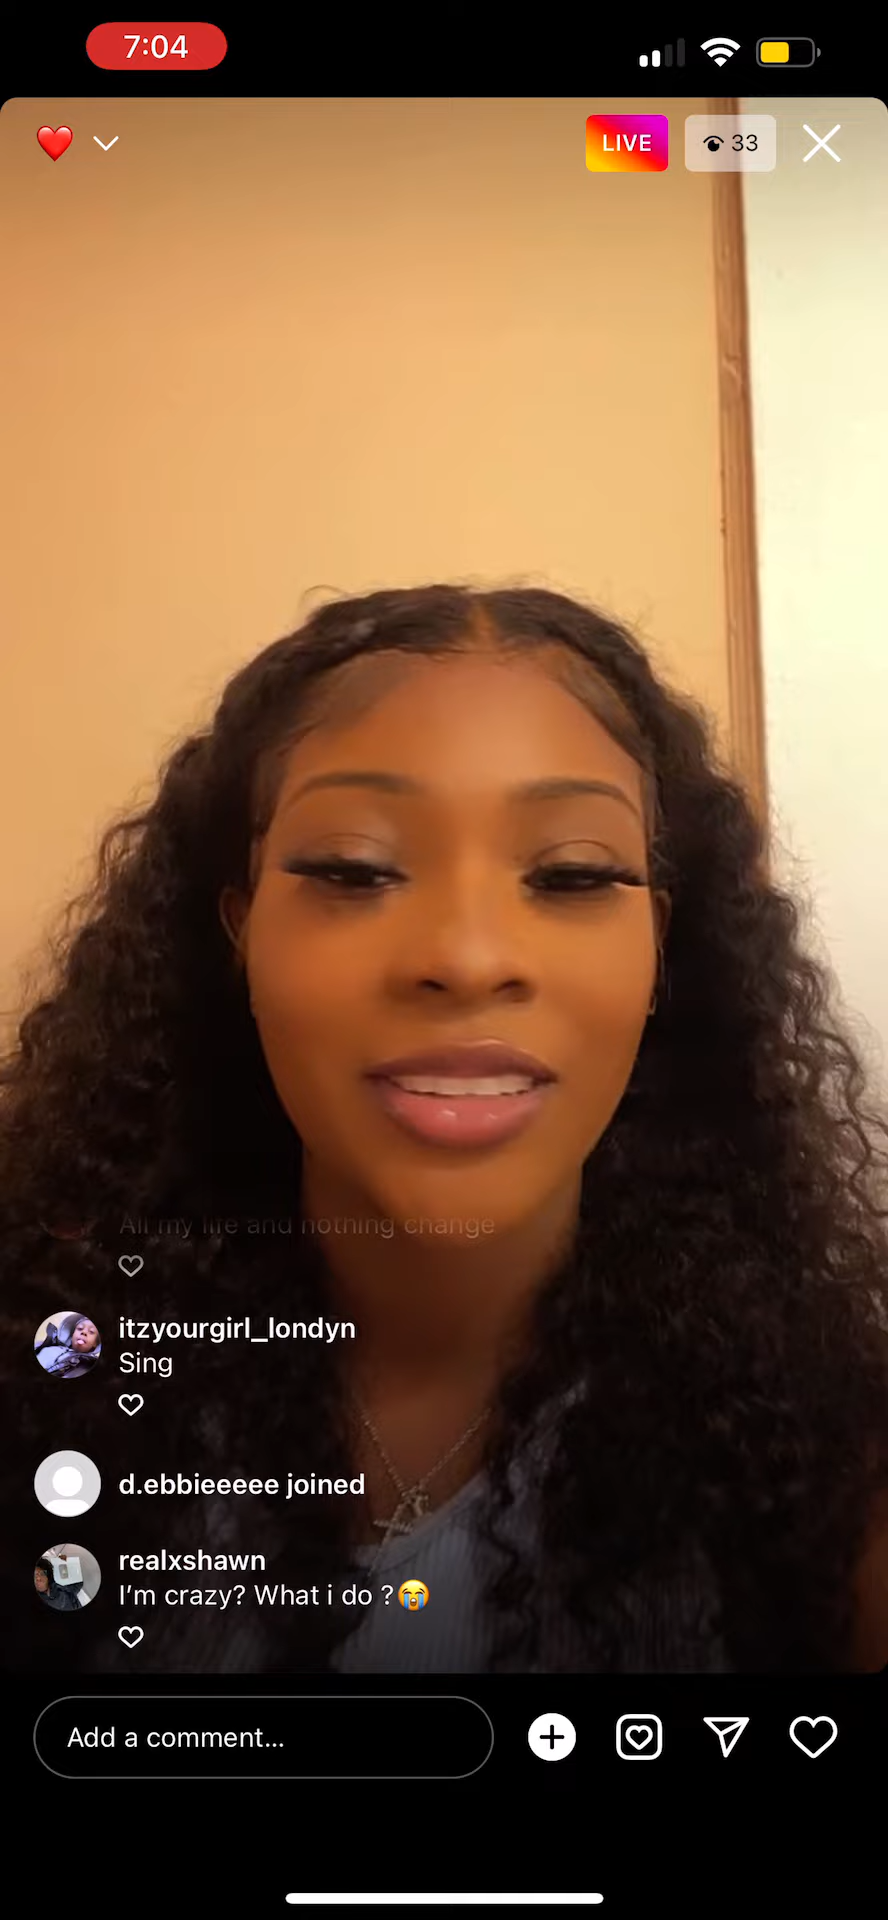 7:04
LIVE
33
All my life and nothing change
itzyourgirl_londyn
Sing
d.ebbieeeee joined
realxshawn
I’m crazy? What i do ?😭
Add a comment...